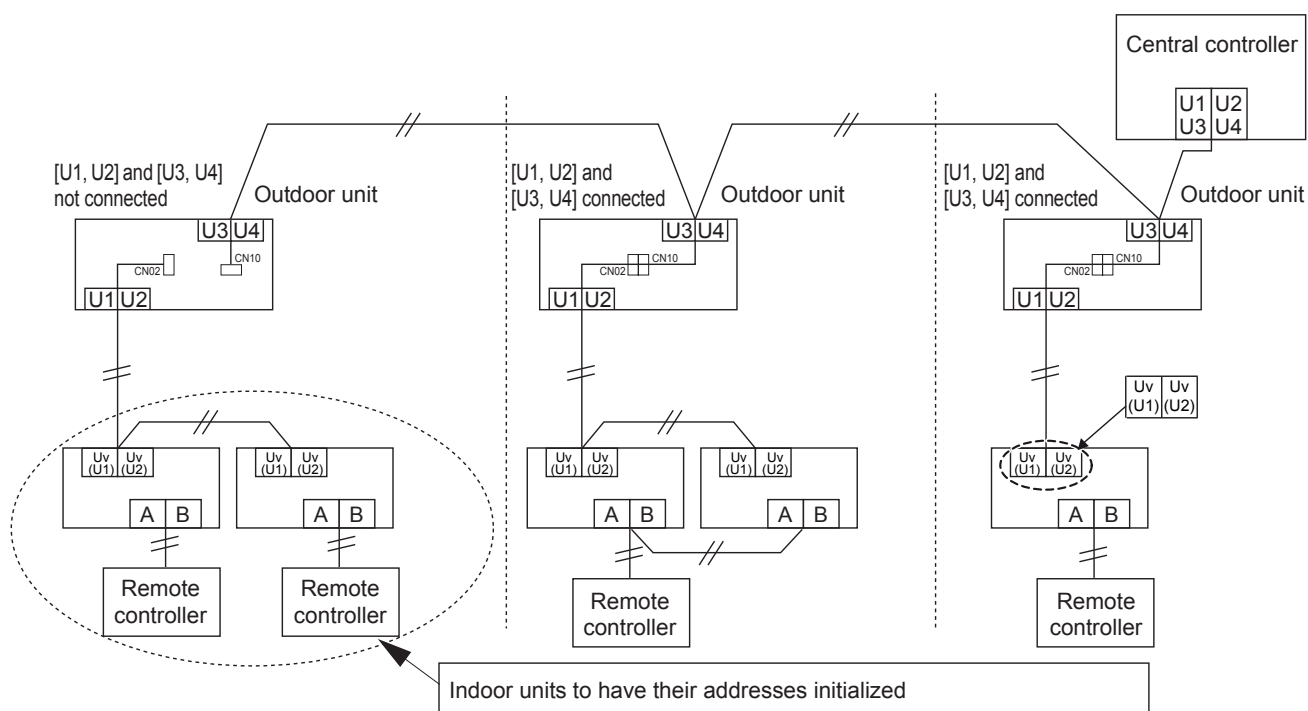 Central controller
U1 U2
U3 U4
[U1, U2] and [U3, U4]
not connected
Outdoor unit
[U1, U2] and
[U3, U4] connected
Outdoor unit
[U1, U2] and
[U3, U4] connected
Outdoor unit
U3 U4
CN02
CN10
U1 U2
U3 U4
CN02
CN10
U1 U2
U3 U4
CN02
CN10
U1 U2
Uv Uv
(U1) (U2)
Uv Uv
(U1) (U2)
A B
Uv Uv
(U1) (U2)
A B
Uv Uv
(U1) (U2)
A B
Uv Uv
(U1) (U2)
A B
Uv Uv
(U1) (U2)
A B
Remote
controller
Remote
controller
Remote
controller
Remote
controller
Indoor units to have their addresses initialized